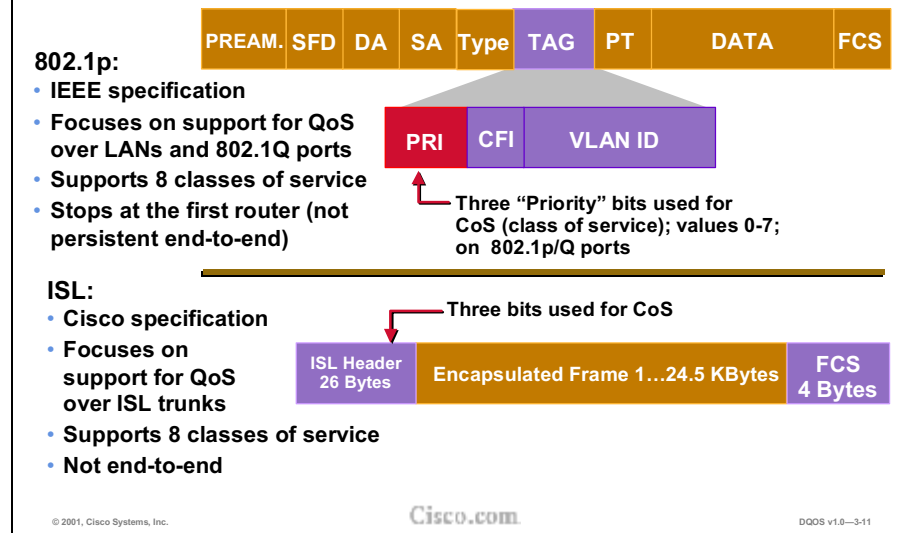 PREAM. SFD DA SA Type TAG PT DATA FCS
802.1p:
• IEEE specification
• Focuses on support for QoS
over LANs and 802.1Q ports
• Supports 8 classes of service
• Stops at the first router (not
persistent end-to-end)
PRI CFI VLAN ID
Three “Priority” bits used for
CoS (class of service); values 0-7;
on 802.1p/Q ports
ISL:
• Cisco specification
• Focuses on
support for QoS
over ISL trunks
• Supports 8 classes of service
• Not end-to-end
Three bits used for CoS
ISL Header
26 Bytes
Encapsulated Frame 1…24.5 KBytes
FCS
4 Bytes
© 2001, Cisco Systems, Inc.
Cisco.com
DQOS v1.0—3-11